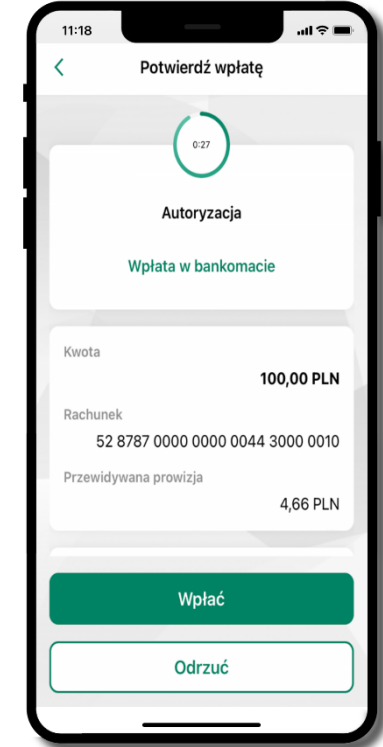 11:18
Potwierdź wpłatę
0:27
Autoryzacja
Wpłata w bankomacie
Kwota
100,00 PLN
Rachunek
52 8787 0000 0000 0044 3000 0010
Przewidywana prowizja
4,66 PLN
Wpłać
Odrzuć